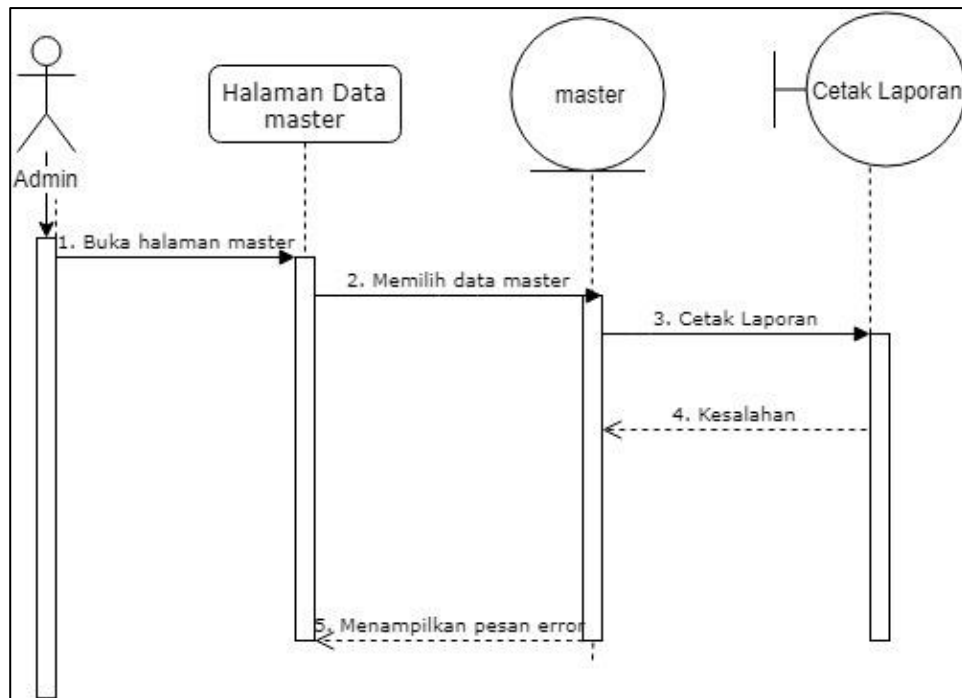 Halaman Data
master
master
Cetak Laporan
Admin
1. Buka halaman master
2. Memilih data master
3. Cetak Laporan
4. Kesalahan
5. Menampilkan pesan error